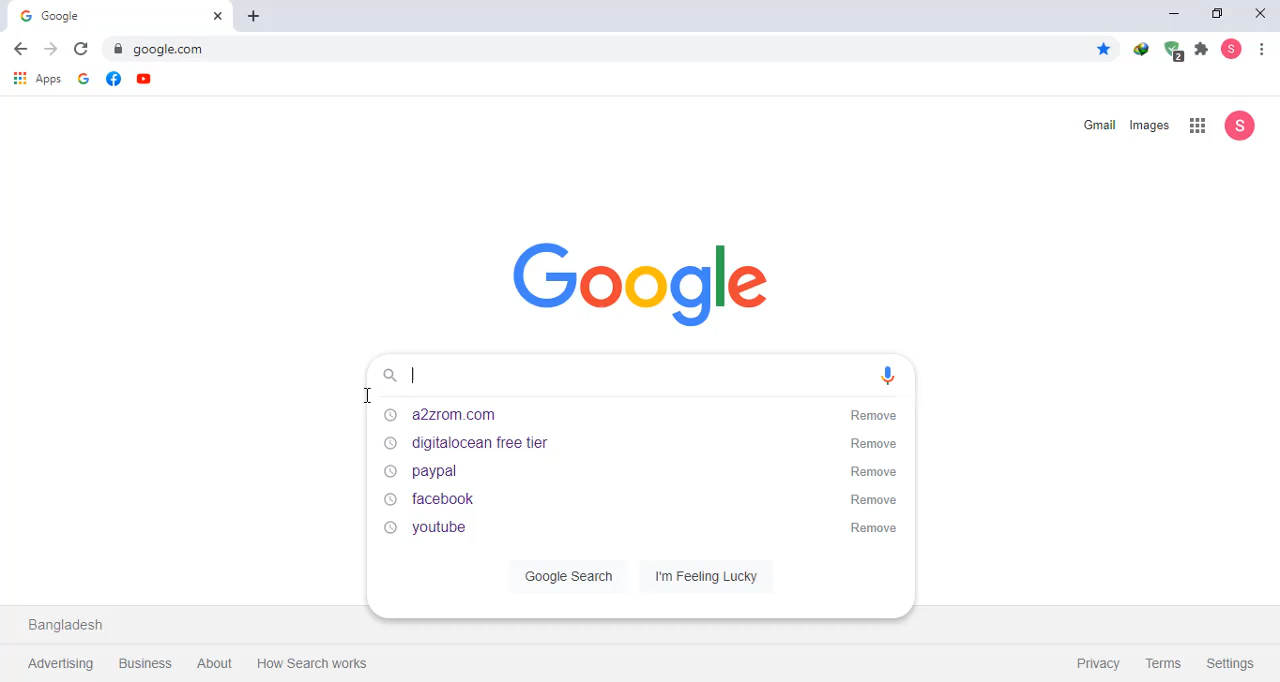 Google
google.com
2
S
Apps
Gmail Images S
Google
a2zrom.com Remove
digitalocean free tier Remove
paypal Remove
facebook Remove
youtube Remove
Google Search I'm Feeling Lucky
Bangladesh
Advertising Business About How Search works Privacy Terms Settings